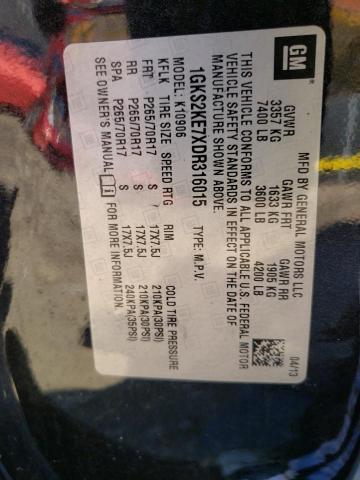 GM
MFD BY GENERAL MOTORS LLC
04/13
GVWR GAWR FRT GAWR RR
3357 KG 1633 KG 1905 KG
7400 LB 3600 LB 4200 LB
THIS VEHICLE CONFORMS TO ALL APPLICABLE U.S. FEDERAL MOTOR
VEHICLE SAFETY STANDARDS IN EFFECT ON THE DATE OF
MANUFACTURE SHOWN ABOVE.
1GKS2KE7XDR316015 TYPE: M.P.V.
MODEL: K10906
KFLK TIRE SIZE SPEED RTG RIM COLD TIRE PRESSURE
FRT P265/70R17 S 17X7.5J 210KPA(30PSI)
RR P265/70R17 S 17X7.5J 210KPA(30PSI)
SPA P265/70R17 S 17X7.5J 240KPA(35PSI)
SEE OWNER'S MANUAL FOR MORE INFORMATION.